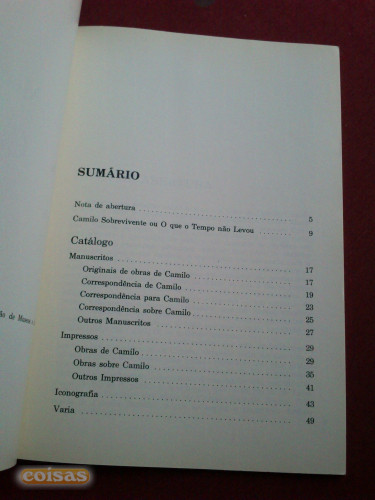 SUMÁRIO
Nota de abertura 5
Camilo Sobrevivente ou O que o Tempo não Levou 9
Catálogo
Manuscritos 17
Originais de obras de Camilo 17
Correspondência de Camilo 19
Correspondência para Camilo 23
Correspondência sobre Camilo 25
Outros Manuscritos 27
Impressos 29
Obras de Camilo 29
Obras sobre Camilo 35
Outros Impressos 41
Iconografia 43
Varia 49
de
coisas